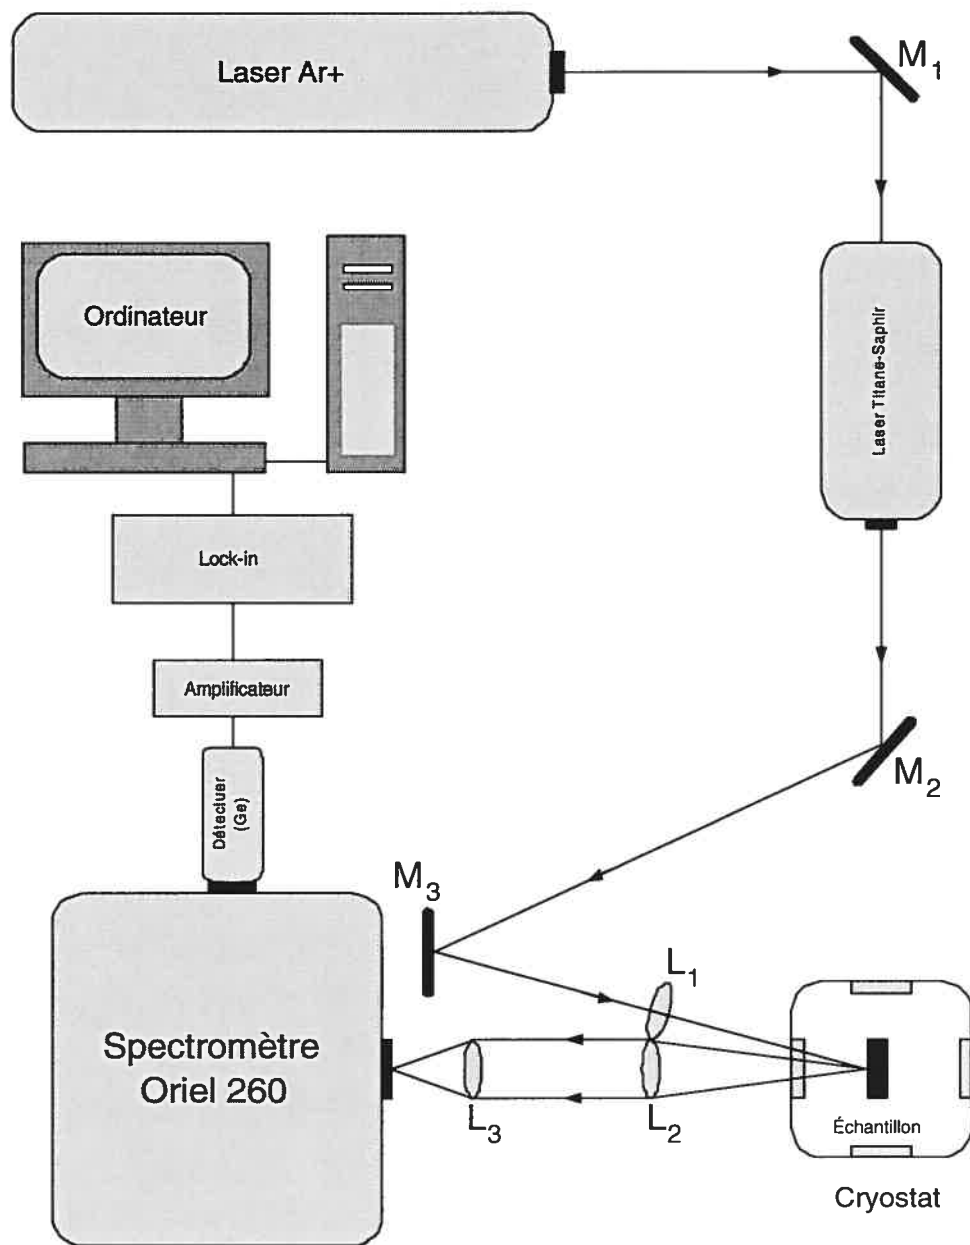 Laser Ar+
M1
Ordinateur
Laser Titane-Saphir
Lock-in
Amplificateur
Détectuer
(Ge)
M2
M3
L1
Spectromètre
Oriel 260
L3
L2
Échantillon
Cryostat